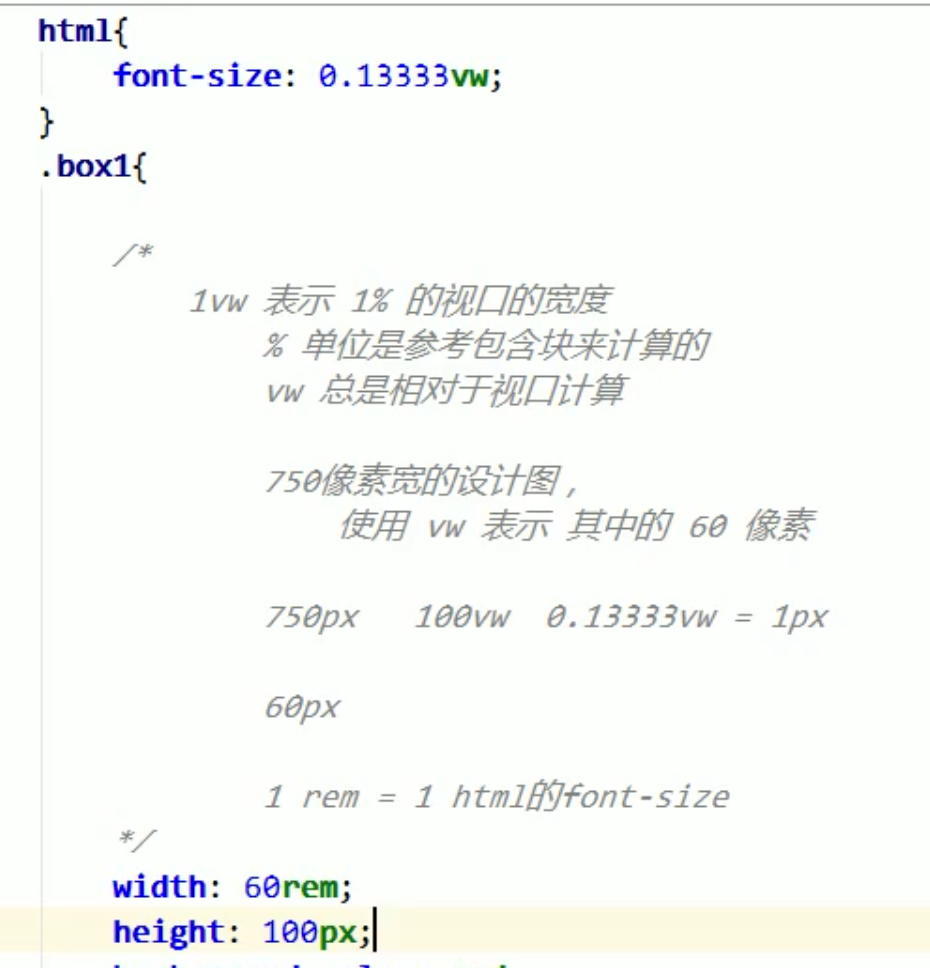 html{
font-size: 0.13333vw;
}
.box1{
/*
1vw 表示 1% 的视口的宽度
% 单位是参考包含块来计算的
vw 总是相对于视口计算
750像素宽的设计图，
使用 vw 表示 其中的 60 像素
750px 100vw 0.13333vw = 1px
60px
1 rem = 1 html的font-size
*/
width: 60rem;
height: 100px;